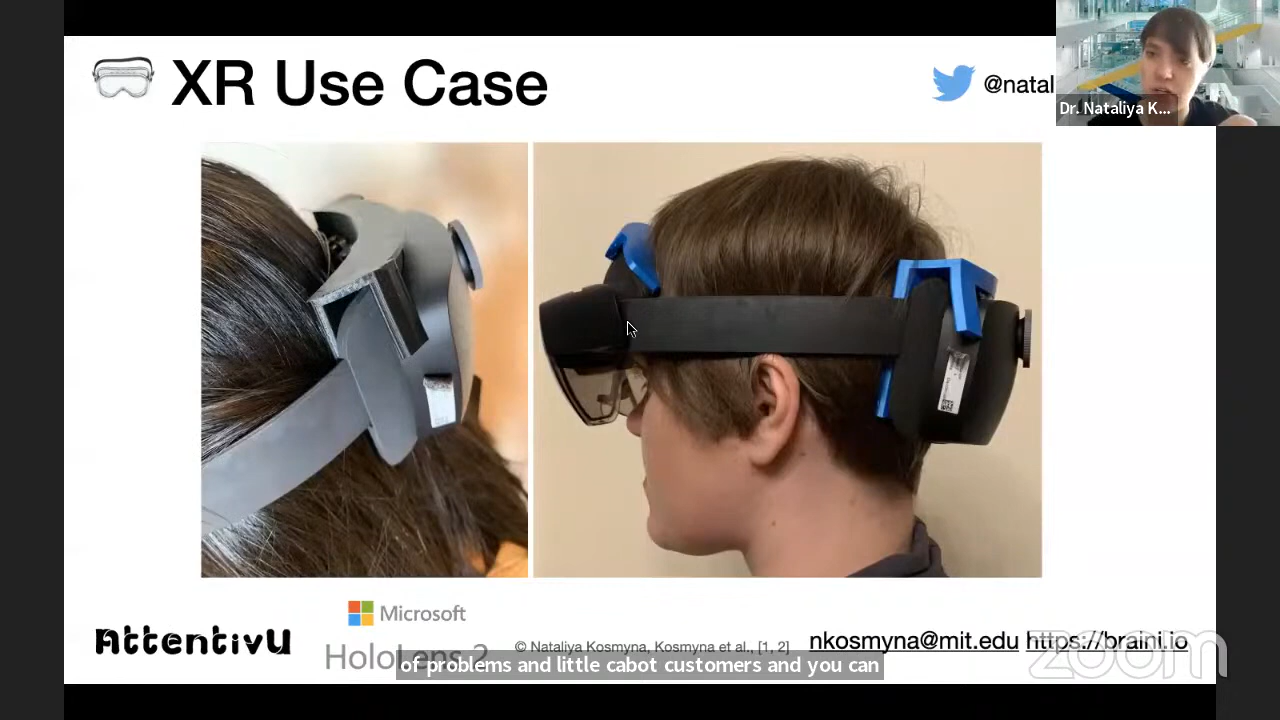 XR Use Case
@natal
Dr. Nataliya K...
Microsoft
HoloLens 2
AttentivU
© Nataliya Kosmyna, Kosmyna et al., [1, 2]
nkosmyna@mit.edu https://braini.io
of problems and little cabot customers and you can
zoom